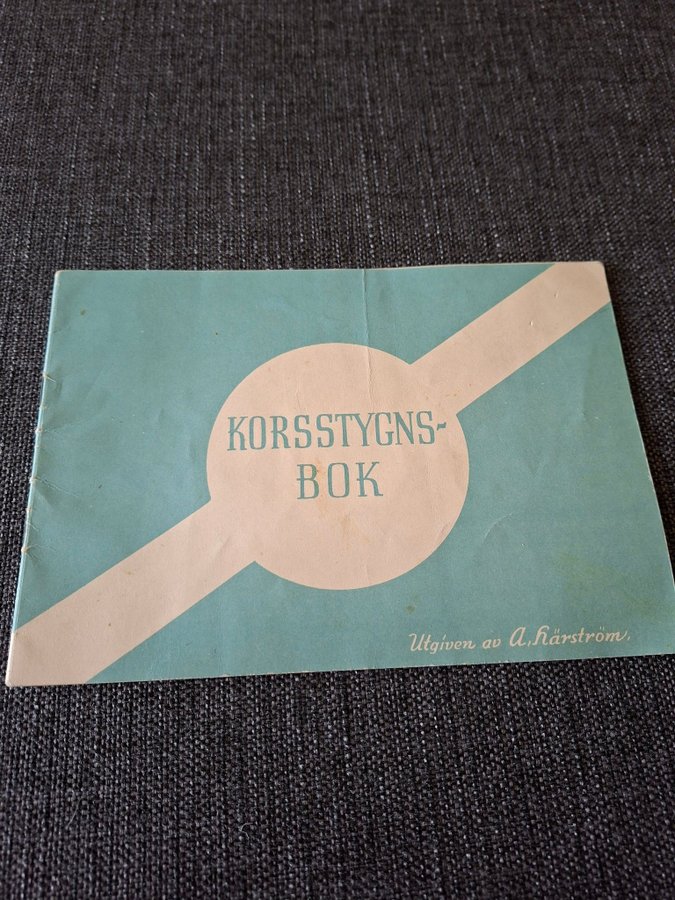 KORSSTYGNS-
BOK
Utgiven av A. Härström.